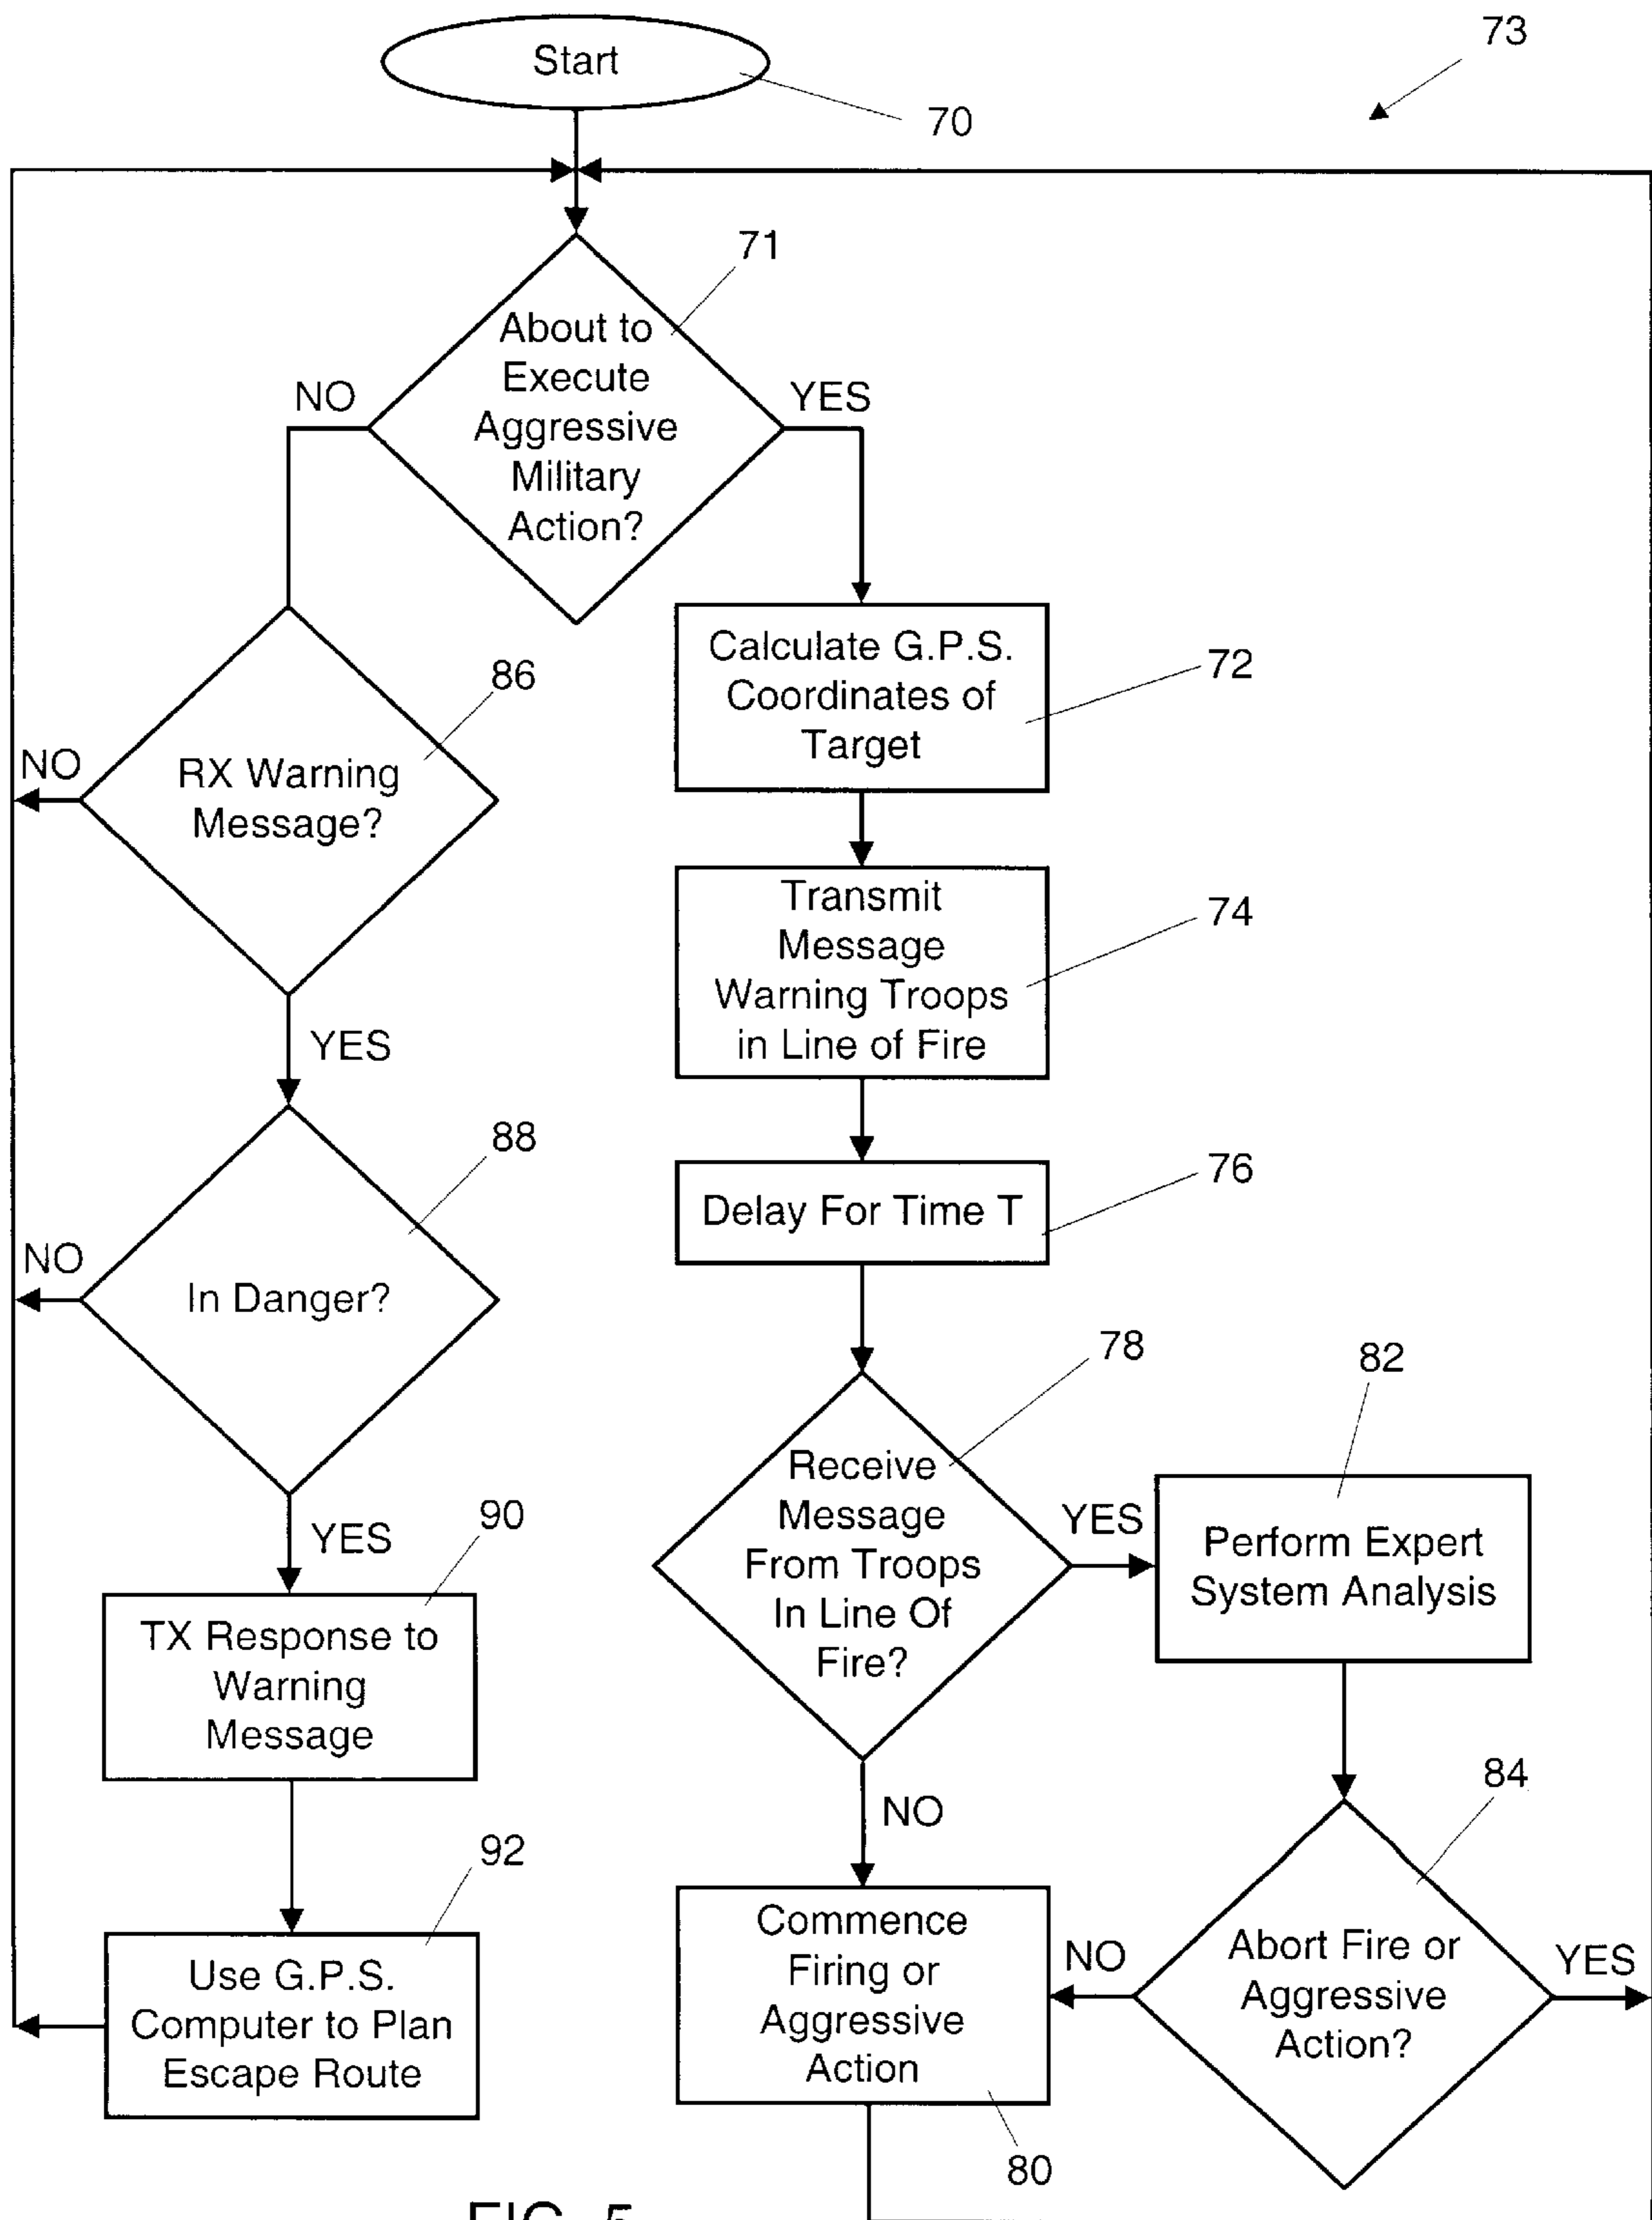 Start
73
70
71
About to
Execute
Aggressive
Military
Action?
NO
YES
Calculate G.P.S.
Coordinates of
Target
72
86
RX Warning
Message?
NO
YES
Transmit
Message
Warning Troops
in Line of Fire
74
88
In Danger?
NO
YES
Delay For Time T
76
78
Receive
Message
From Troops
In Line Of
Fire?
YES
NO
82
Perform Expert
System Analysis
90
TX Response to
Warning
Message
84
Abort Fire or
Aggressive
Action?
NO
YES
92
Use G.P.S.
Computer to Plan
Escape Route
Commence
Firing or
Aggressive
Action
80
FIG. 5